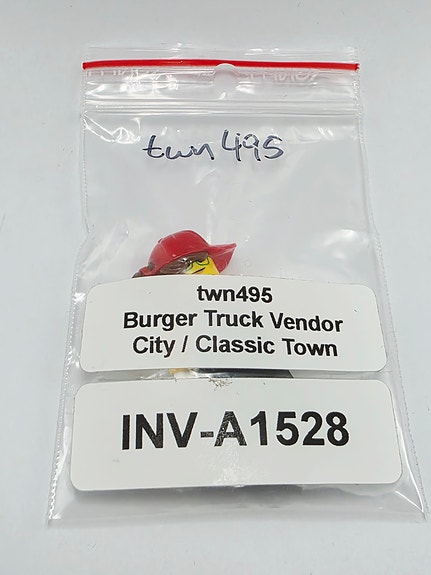 twn495
twn495
Burger Truck Vendor
City / Classic Town
INV-A1528